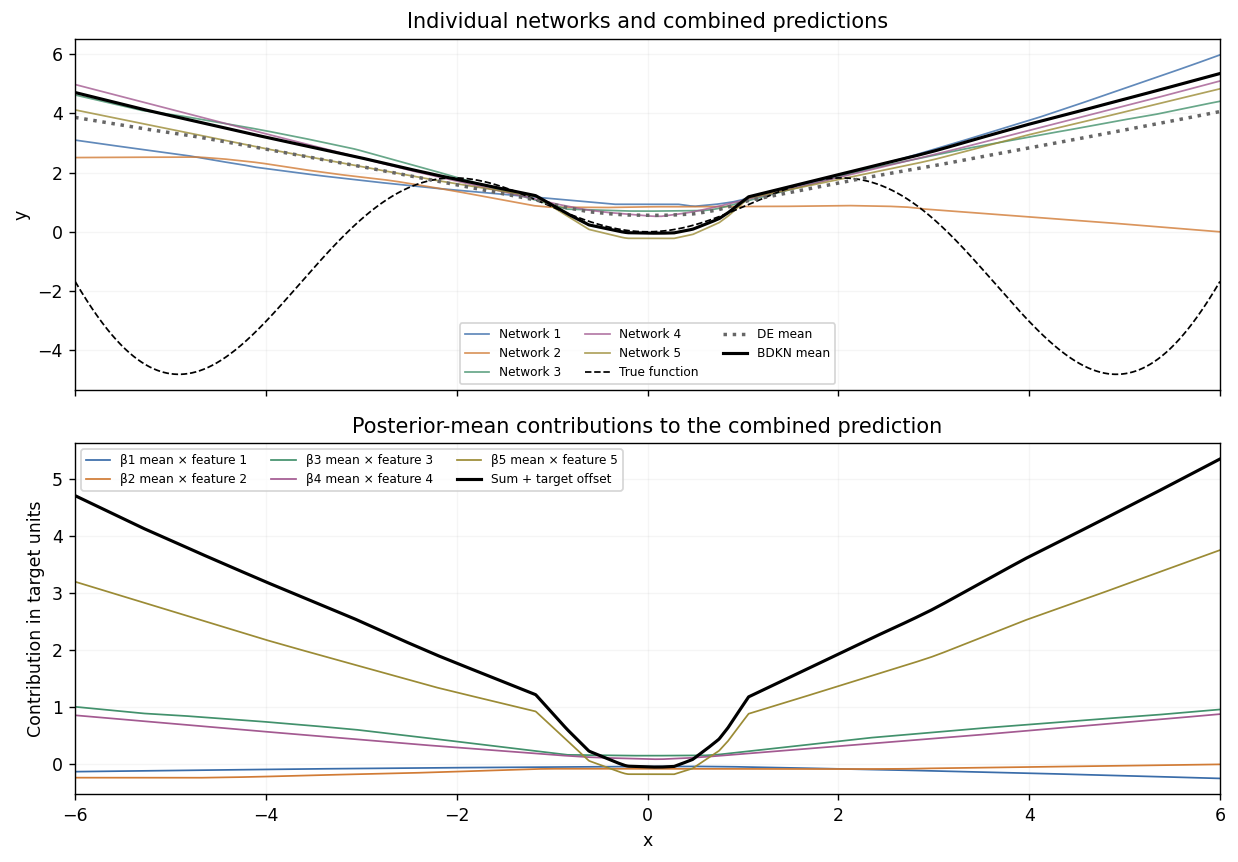 Individual networks and combined predictions
6
4
2
0
−2
−4
y
Network 1
Network 2
Network 3
Network 4
Network 5
True function
DE mean
BDKN mean
Posterior-mean contributions to the combined prediction
β1 mean × feature 1
β2 mean × feature 2
β3 mean × feature 3
β4 mean × feature 4
β5 mean × feature 5
Sum + target offset
5
4
3
2
1
0
Contribution in target units
−6
−4
−2
0
2
4
6
x